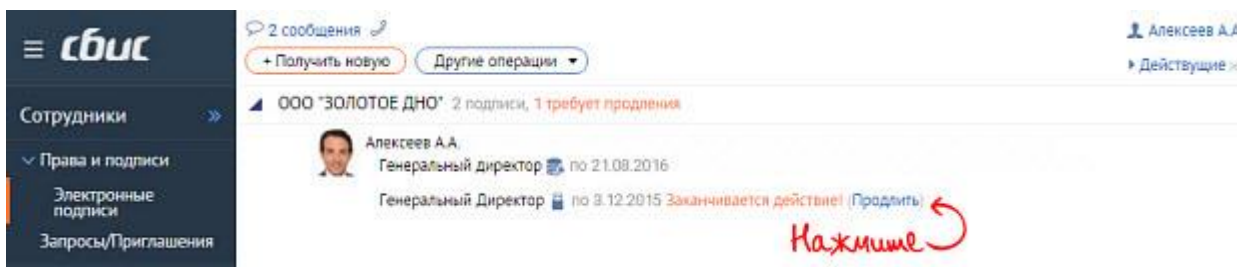 сбис
Сотрудники »
Права и подписи
Электронные
подписи
Запросы/Приглашения
2 сообщения
+ Получить новую
Другие операции
Алексеев А.А
Действующие
ООО "ЗОЛОТОЕ ДНО" 2 подписи, 1 требует продления
Алексеев А.А.
Генеральный директор по 21.08.2016
Генеральный Директор по 3.12.2015 Заканчивается действие! (Продлить)
Нажмите